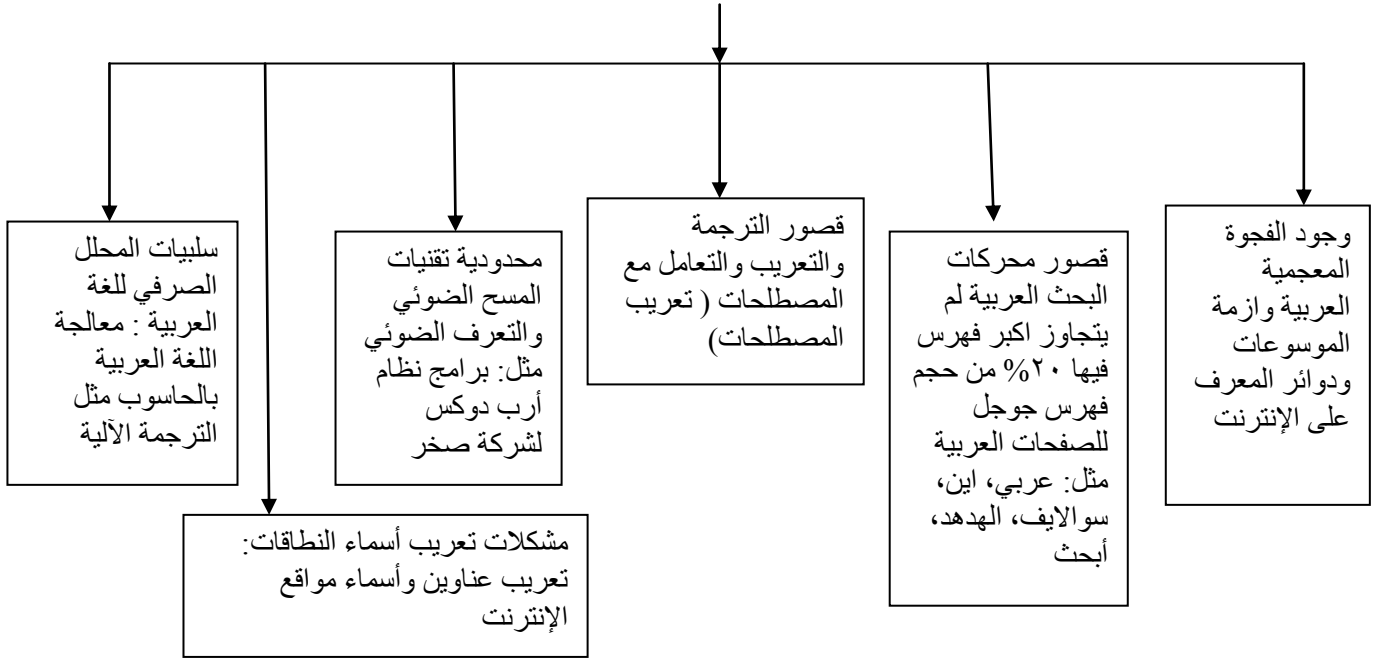 وجود الفجوة
المعجمية
العربية وازمة
الموسوعات
ودوائر المعرف
على الإنترنت
قصور محركات
البحث العربية لم
يتجاوز اكبر فهرس
فيها ٢٠% من حجم
فهرس جوجل
للصفحات العربية
مثل: عربي، اين،
سوالايف، الهدهد،
أبحث
قصور الترجمة
والتعريب والتعامل مع
المصطلحات ( تعريب
المصطلحات)
محدودية تقنيات
المسح الضوئي
والتعرف الضوئي
مثل: برامج نظام
أرب دوكس
لشركة صخر
سلبيات المحلل
الصرفي للغة
العربية : معالجة
اللغة العربية
بالحاسوب مثل
الترجمة الآلية
مشكلات تعريب أسماء النطاقات:
تعريب عناوين وأسماء مواقع
الإنترنت